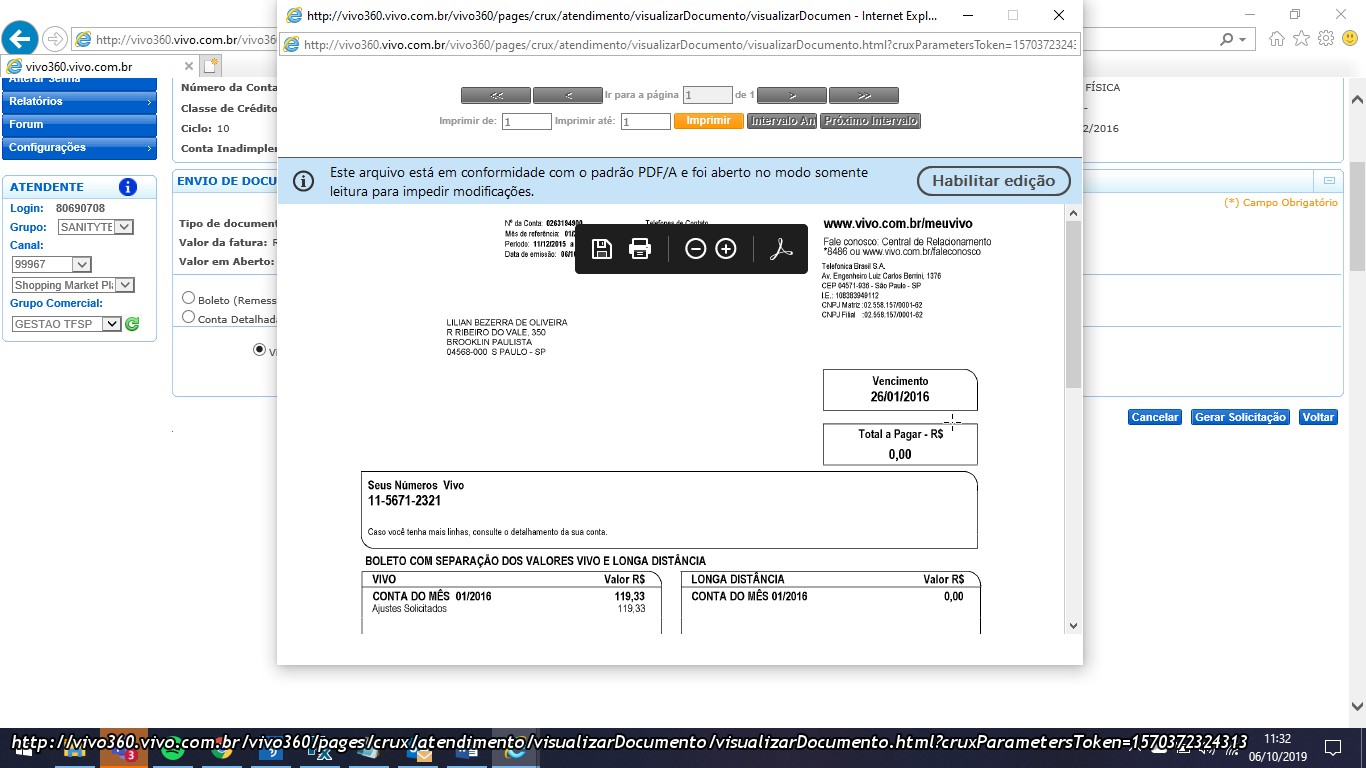 http://vivo360.vivo.com.br/vivo360/pages/crux/atendimento/visualizarDocumento/visualizarDocumen - Internet Expl...
http://vivo360.vivo.com.br/vivo360/pages/crux/atendimento/visualizarDocumento/visualizarDocumento.html?cruxParametersToken=1570372324313
http://vivo360.vivo.com.br/vivo36
vivo360.vivo.com.br
Alterar Senha
Relatórios
Forum
Configurações
ATENDENTE
Login: 80690708
Grupo: SANITYTE
Canal:
99967
Shopping Market Pl
Grupo Comercial:
GESTAO TFSP
Número da Conta
Classe de Crédito
Ciclo: 10
Conta Inadimplen
FÍSICA
2/2016
ENVIO DE DOCU
(*) Campo Obrigatório
Tipo de document
Valor da fatura: R
Valor em Aberto:
Boleto (Remess
Conta Detalhada
Vi
Cancelar Gerar Solicitação Voltar
<< < Ir para a página 1 de 1 > >>
Imprimir de: 1 Imprimir até: 1 Imprimir Intervalo An Próximo Intervalo
Este arquivo está em conformidade com o padrão PDF/A e foi aberto no modo somente
leitura para impedir modificações.
Habilitar edição
Nº da Conta: 0263194900 Telefones de Contato
Mês de referência: 01/2
Período: 11/12/2015 a
Data de emissão: 06/10
www.vivo.com.br/meuvivo
Fale conosco: Central de Relacionamento
*8486 ou www.vivo.com.br/faleconosco
Telefonica Brasil S.A.
Av. Engenheiro Luiz Carlos Berrini, 1376
CEP 04571-936 - São Paulo - SP
I.E.: 108383949112
CNPJ Matriz :02.558.157/0001-62
CNPJ Filial :02.558.157/0001-62
LILIAN BEZERRA DE OLIVEIRA
R RIBEIRO DO VALE, 350
BROOKLIN PAULISTA
04568-000 S PAULO - SP
Vencimento
26/01/2016
Total a Pagar - R$
0,00
Seus Números Vivo
11-5671-2321
Caso você tenha mais linhas, consulte o detalhamento da sua conta.
BOLETO COM SEPARAÇÃO DOS VALORES VIVO E LONGA DISTÂNCIA
VIVO Valor R$
CONTA DO MÊS 01/2016 119,33
Ajustes Solicitados 119,33
LONGA DISTÂNCIA Valor R$
CONTA DO MÊS 01/2016 0,00
http://vivo360.vivo.com.br/vivo360/pages/crux/atendimento/visualizarDocumento/visualizarDocumento.html?cruxParametersToken=1570372324313
11:32
06/10/2019